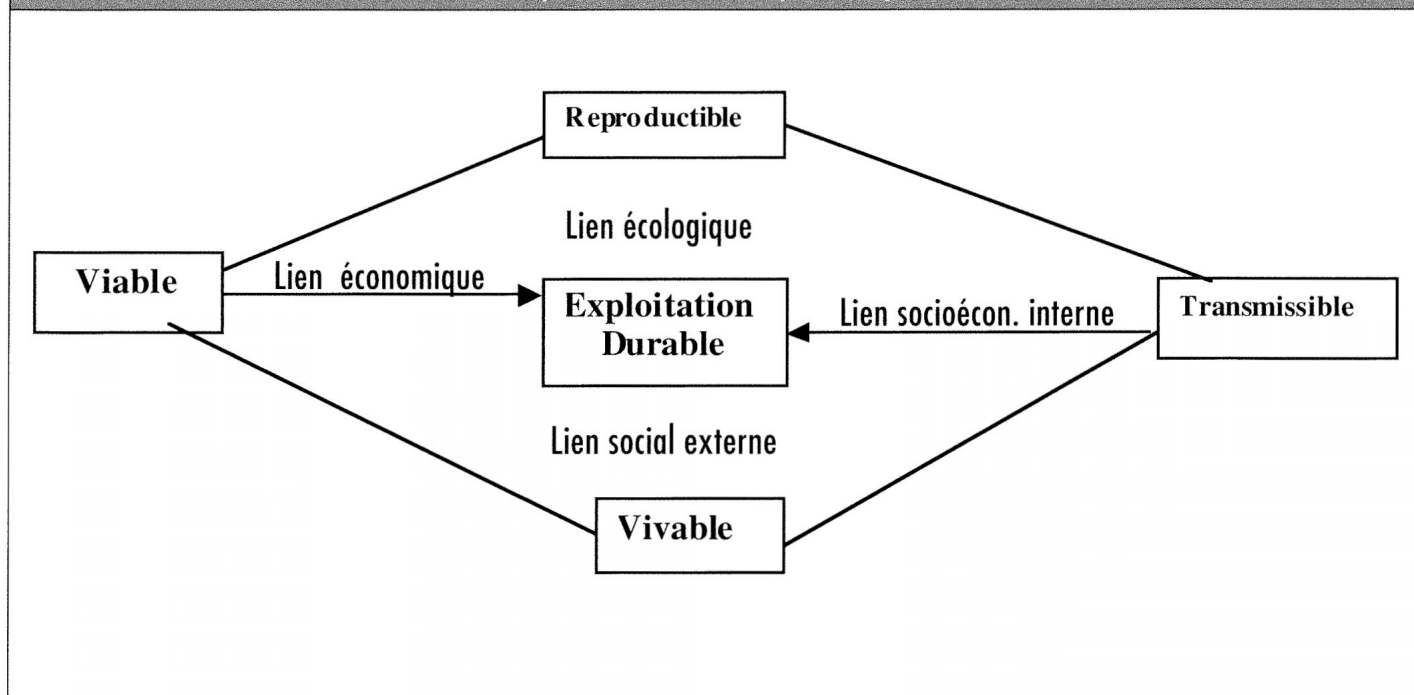 Reproductible
Lien écologique
Viable
Lien économique
Exploitation
Durable
Lien socioécon. interne
Transmissible
Lien social externe
Vivable